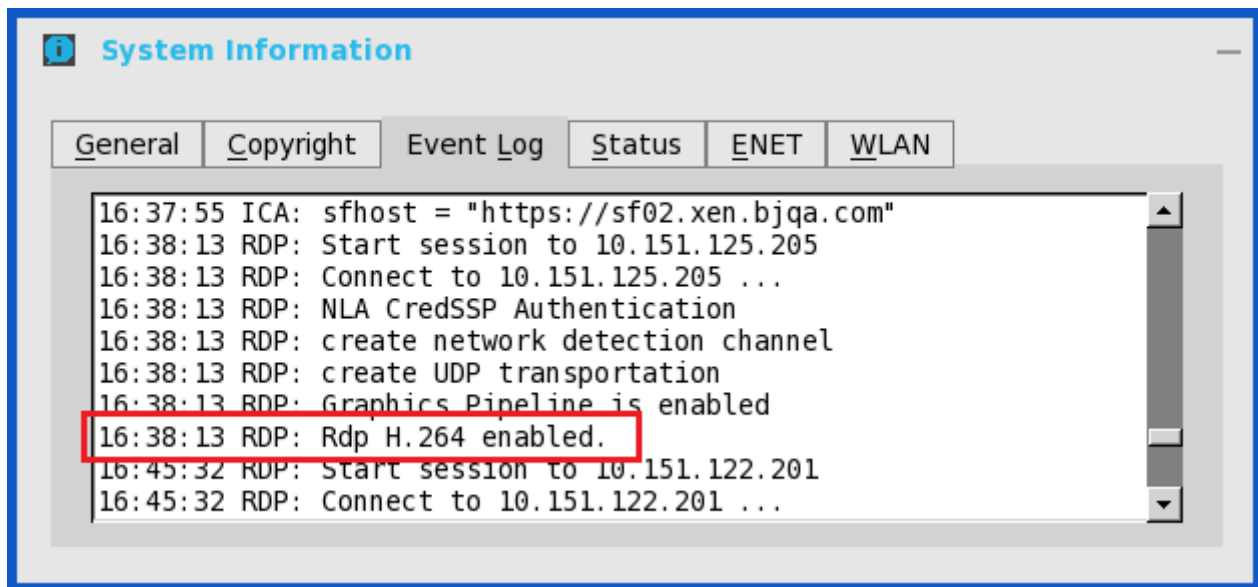 System Information
General Copyright Event Log Status ENET WLAN
16:37:55 ICA: sfhost = "https://sf02.xen.bjqa.com"
16:38:13 RDP: Start session to 10.151.125.205
16:38:13 RDP: Connect to 10.151.125.205 ...
16:38:13 RDP: NLA CredSSP Authentication
16:38:13 RDP: create network detection channel
16:38:13 RDP: create UDP transportation
16:38:13 RDP: Graphics Pipeline is enabled
16:38:13 RDP: Rdp H.264 enabled.
16:45:32 RDP: Start session to 10.151.122.201
16:45:32 RDP: Connect to 10.151.122.201 ...